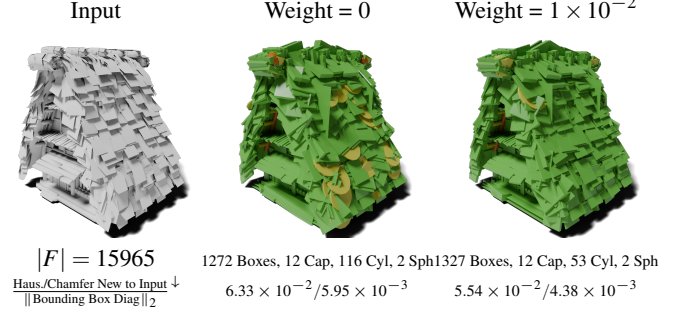 Input Weight = 0 Weight = 1 × 10⁻²
|F| = 15965 1272 Boxes, 12 Cap, 116 Cyl, 2 Sph 1327 Boxes, 12 Cap, 53 Cyl, 2 Sph
Haus./Chamfer New to Input ↓
‖Bounding Box Diag‖₂
6.33 × 10⁻²/5.95 × 10⁻³ 5.54 × 10⁻²/4.38 × 10⁻³